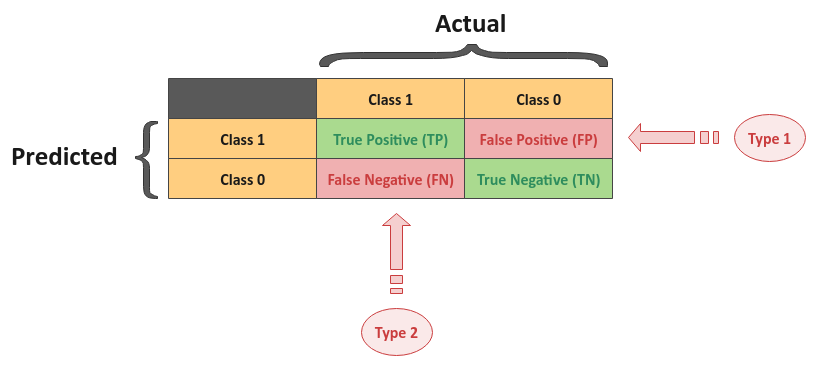 Actual
Class 1 Class 0
Predicted Class 1 True Positive (TP) False Positive (FP) Type 1
Class 0 False Negative (FN) True Negative (TN)
Type 2